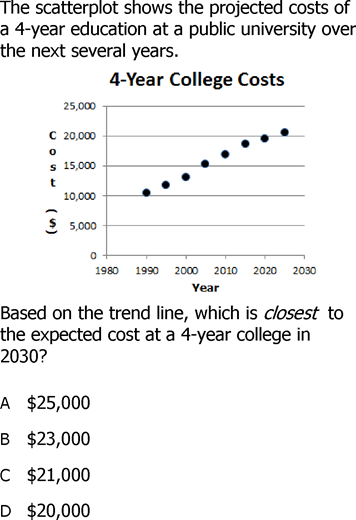 The scatterplot shows the projected costs of
a 4-year education at a public university over
the next several years.
4-Year College Costs
25,000
20,000
15,000
10,000
5,000
0
Cost ($)
1980 1990 2000 2010 2020 2030
Year
Based on the trend line, which is closest to
the expected cost at a 4-year college in
2030?
A $25,000
B $23,000
C $21,000
D $20,000